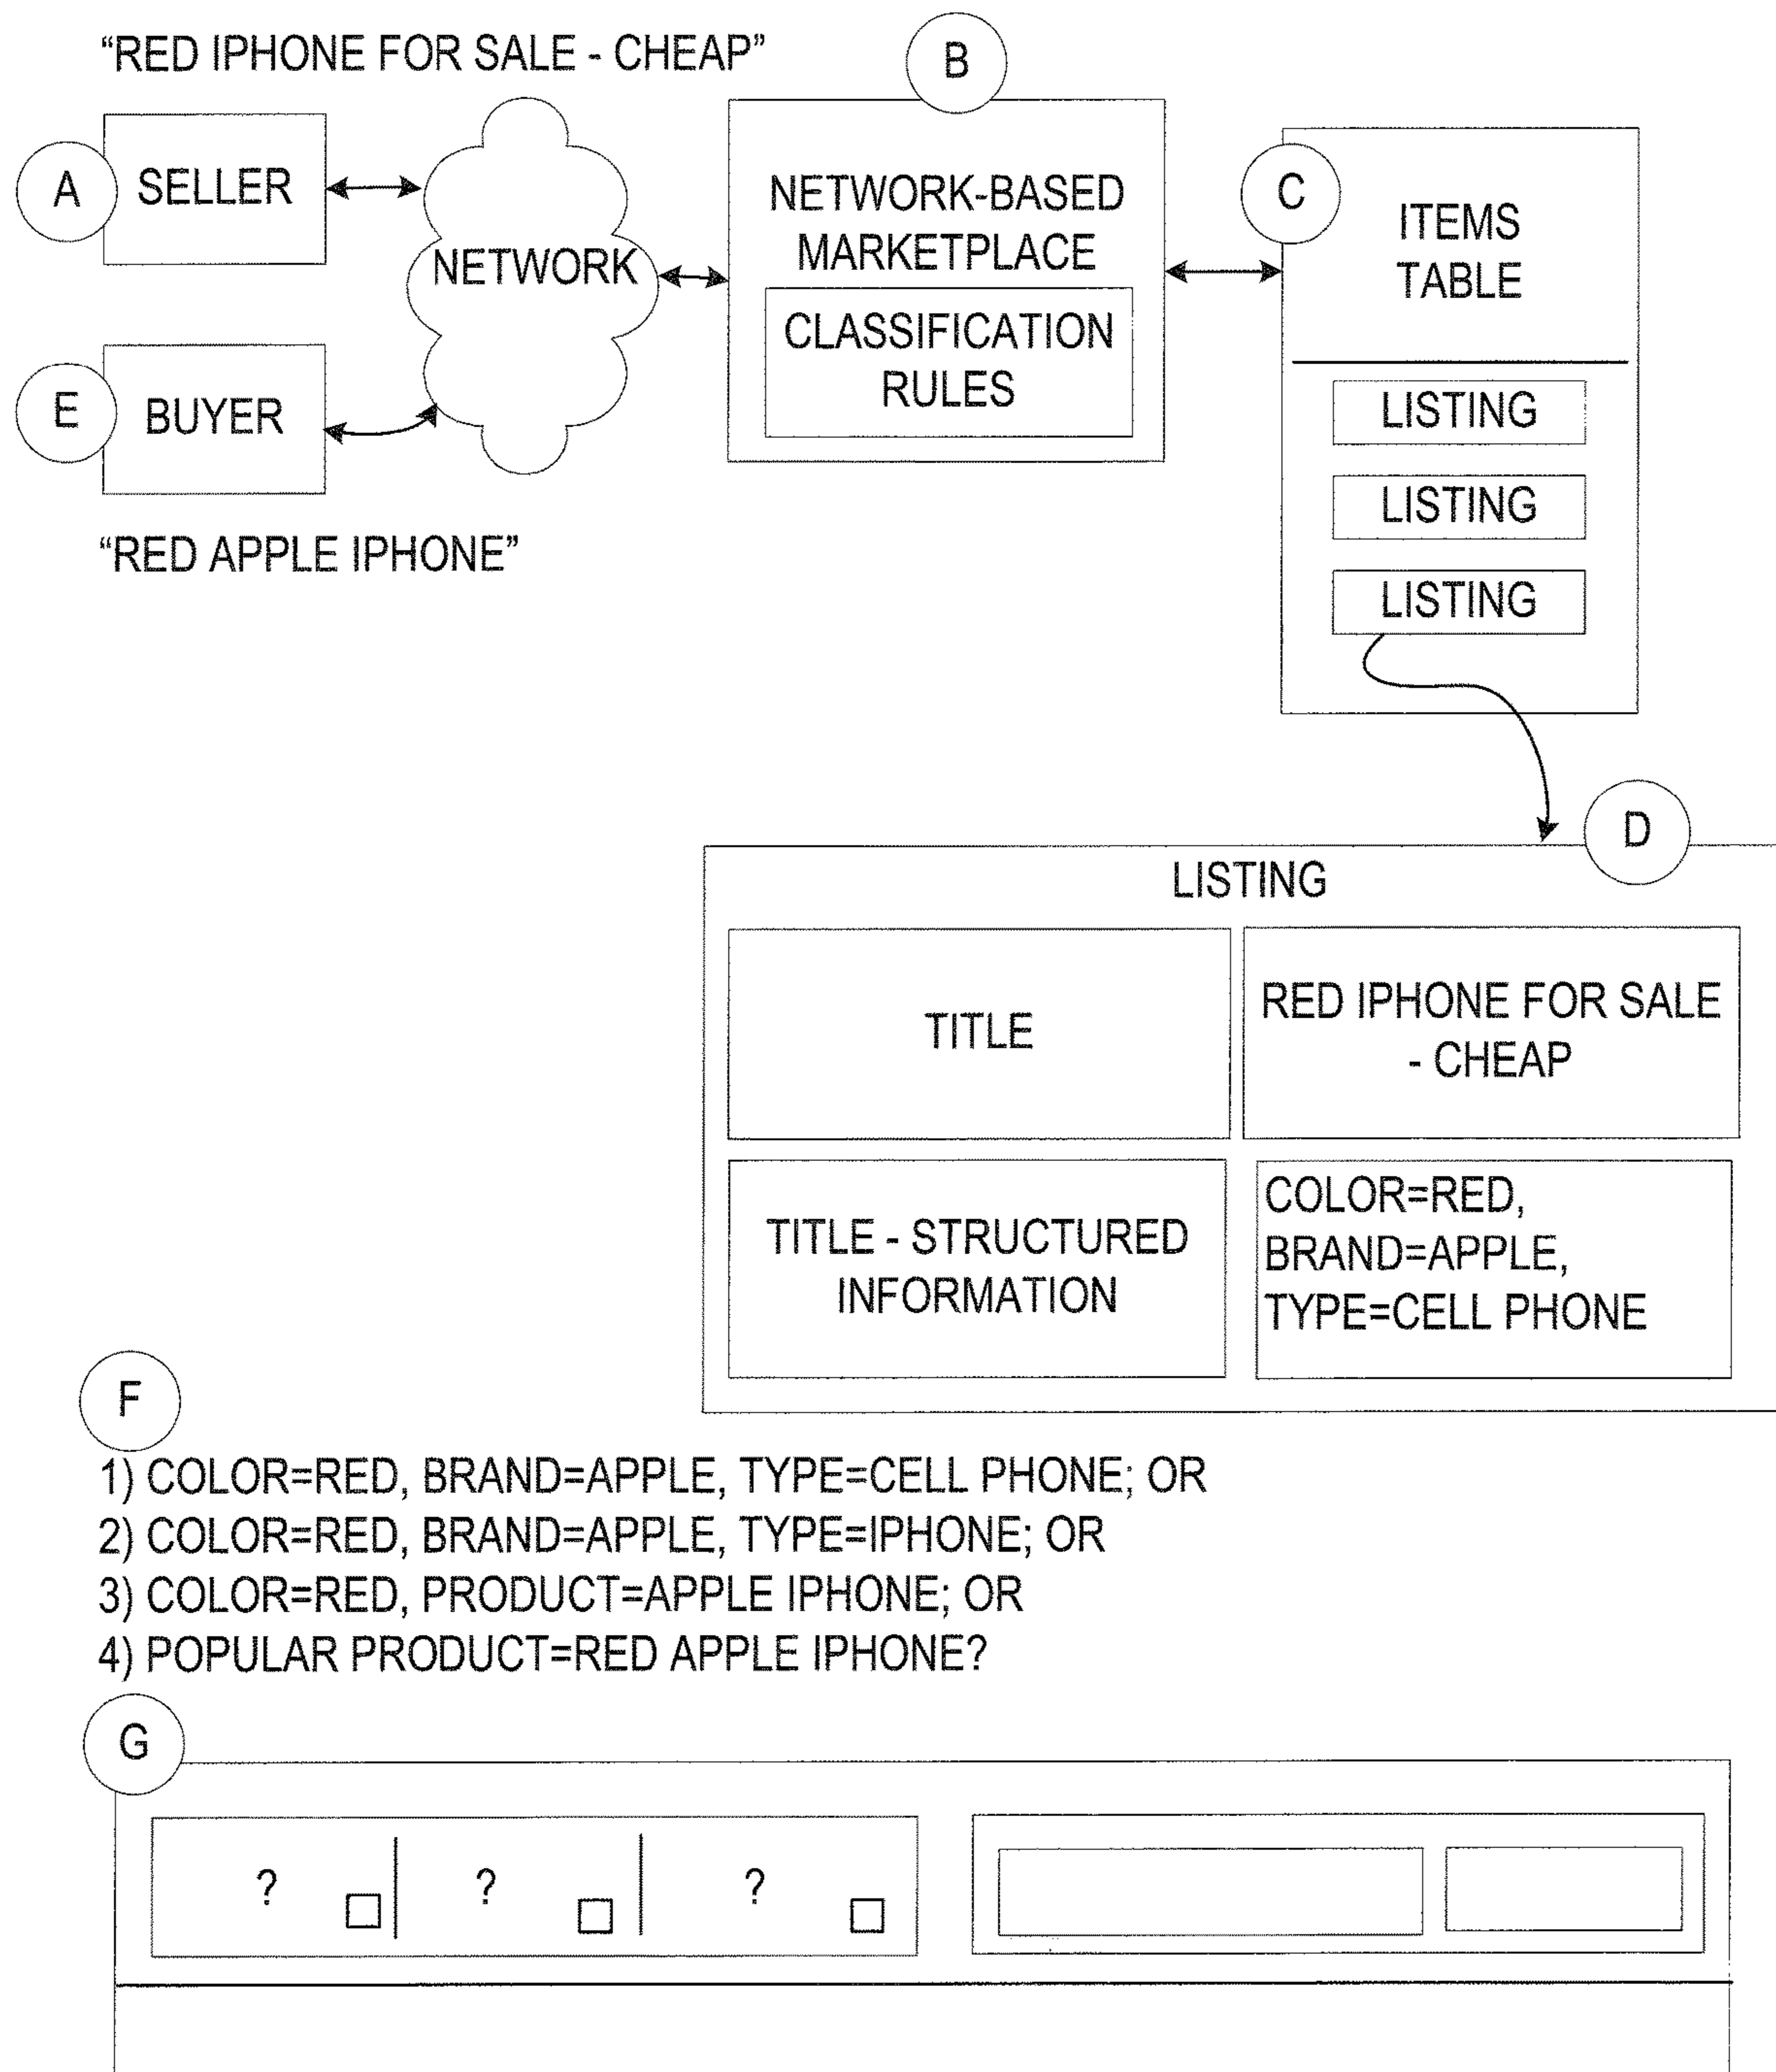 “RED IPHONE FOR SALE - CHEAP”
B
A
SELLER
NETWORK
NETWORK-BASED
MARKETPLACE
CLASSIFICATION
RULES
C
ITEMS
TABLE
LISTING
LISTING
LISTING
E
BUYER
“RED APPLE IPHONE”
D
LISTING
TITLE
RED IPHONE FOR SALE
- CHEAP
TITLE - STRUCTURED
INFORMATION
COLOR=RED,
BRAND=APPLE,
TYPE=CELL PHONE
F
1) COLOR=RED, BRAND=APPLE, TYPE=CELL PHONE; OR
2) COLOR=RED, BRAND=APPLE, TYPE=IPHONE; OR
3) COLOR=RED, PRODUCT=APPLE IPHONE; OR
4) POPULAR PRODUCT=RED APPLE IPHONE?
G
? ? ?